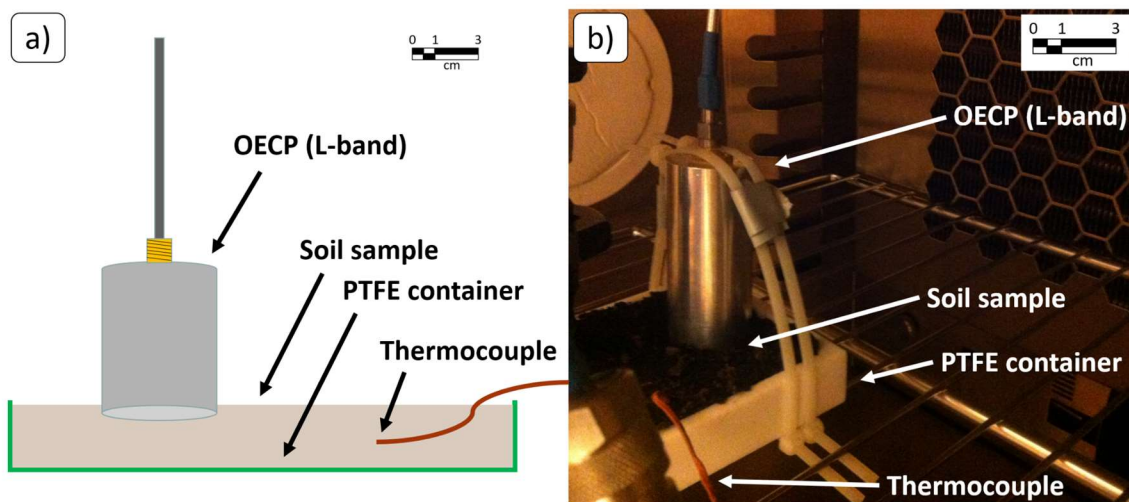 a)
0 1 3
cm
OECP (L-band)
Soil sample
PTFE container
Thermocouple
b)
0 1 3
cm
OECP (L-band)
Soil sample
PTFE container
Thermocouple